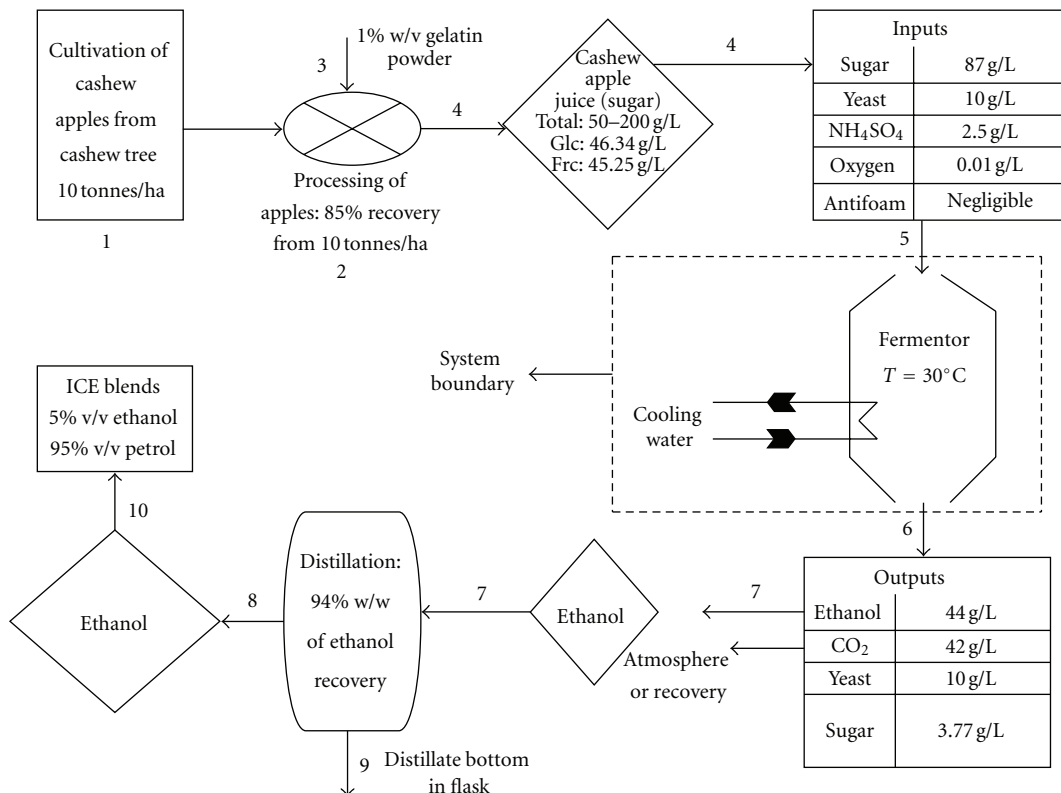 Cultivation of
cashew
apples from
cashew tree
10 tonnes/ha
1
3
1% w/v gelatin
powder
4
Processing of
apples: 85% recovery
from 10 tonnes/ha
2
Cashew
apple
juice (sugar)
Total: 50–200 g/L
Glc: 46.34 g/L
Frc: 45.25 g/L
4
Inputs
Sugar 87 g/L
Yeast 10 g/L
NH₄SO₄ 2.5 g/L
Oxygen 0.01 g/L
Antifoam Negligible
5
Fermentor
T = 30°C
System
boundary
Cooling
water
6
Outputs
Ethanol 44 g/L
CO₂ 42 g/L
Yeast 10 g/L
Sugar 3.77 g/L
7
Atmosphere
or recovery
Ethanol
7
Distillation:
94% w/w
of ethanol
recovery
9
Distillate bottom
in flask
8
Ethanol
10
ICE blends
5% v/v ethanol
95% v/v petrol